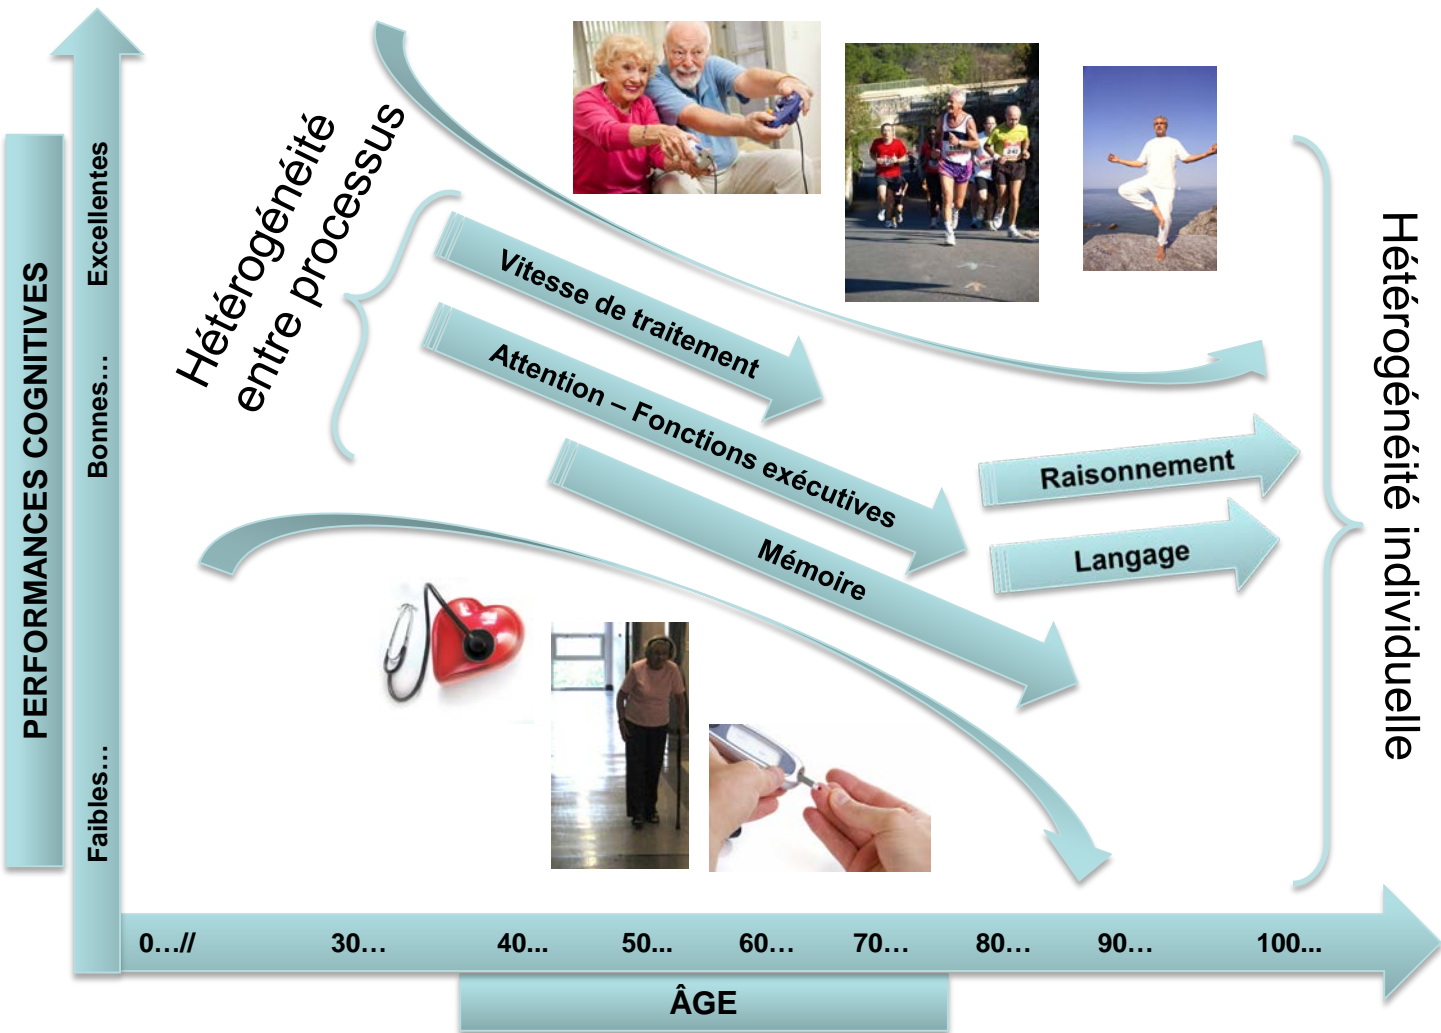 PERFORMANCES COGNITIVES
Excellentes
Bonnes…
Faibles…
Hétérogénéité
entre processus
Vitesse de traitement
Attention – Fonctions exécutives
Mémoire
Raisonnement
Langage
Hétérogénéité individuelle
0…// 30… 40... 50... 60… 70… 80… 90… 100...
ÂGE